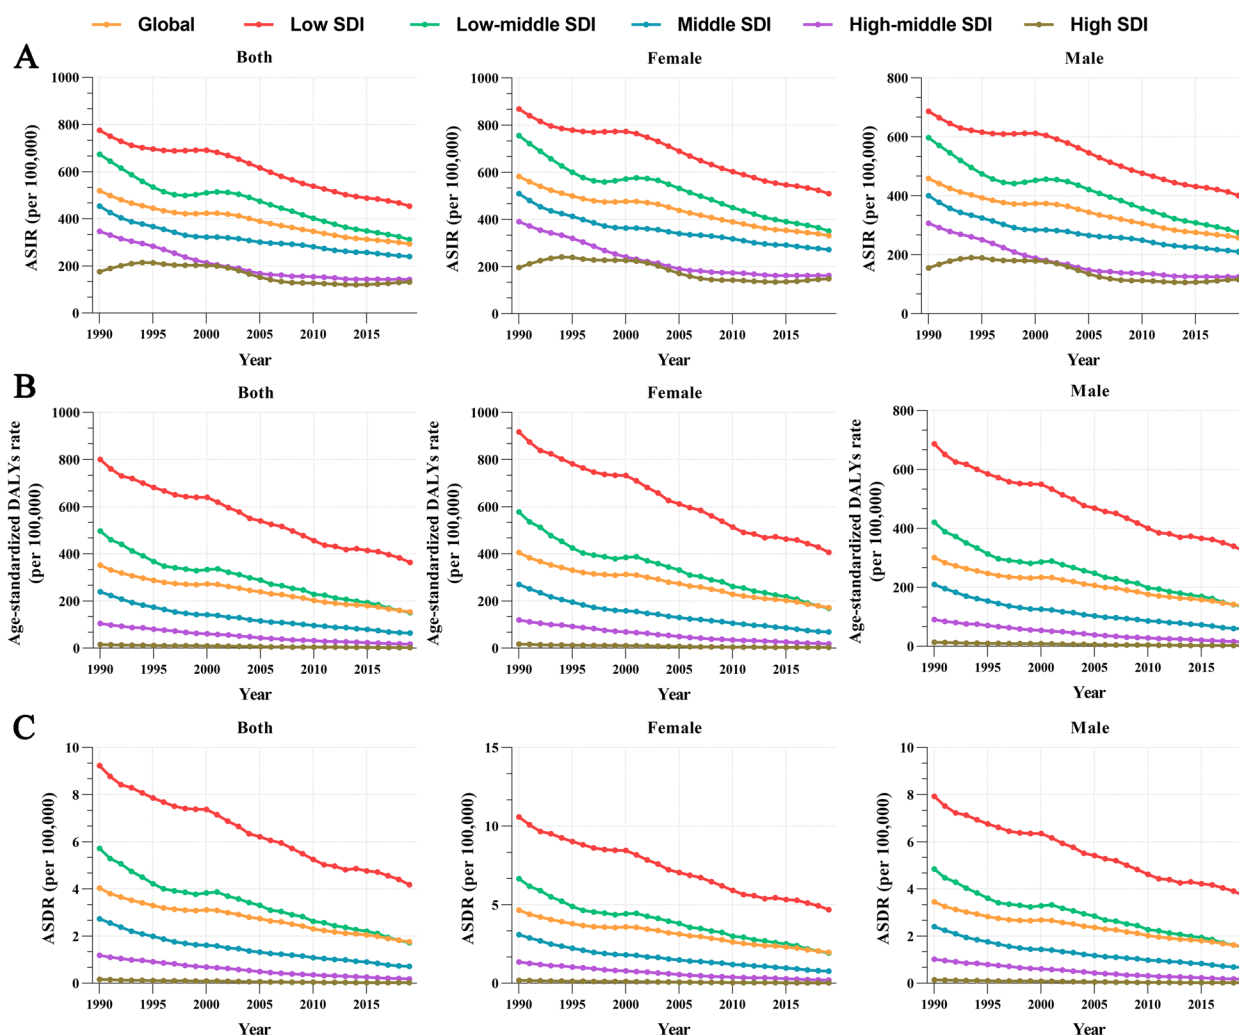 Global Low SDI Low-middle SDI Middle SDI High-middle SDI High SDI
A
Both Female Male
ASIR (per 100,000)
1000
800
600
400
200
0
1990 1995 2000 2005 2010 2015
Year
ASIR (per 100,000)
1000
800
600
400
200
0
1990 1995 2000 2005 2010 2015
Year
ASIR (per 100,000)
800
600
400
200
0
1990 1995 2000 2005 2010 2015
Year
B
Both Female Male
Age-standardized DALYs rate
(per 100,000)
1000
800
600
400
200
0
1990 1995 2000 2005 2010 2015
Year
Age-standardized DALYs rate
(per 100,000)
1000
800
600
400
200
0
1990 1995 2000 2005 2010 2015
Year
Age-standardized DALYs rate
(per 100,000)
800
600
400
200
0
1990 1995 2000 2005 2010 2015
Year
C
Both Female Male
ASDR (per 100,000)
10
8
6
4
2
0
1990 1995 2000 2005 2010 2015
Year
ASDR (per 100,000)
15
10
5
0
1990 1995 2000 2005 2010 2015
Year
ASDR (per 100,000)
10
8
6
4
2
0
1990 1995 2000 2005 2010 2015
Year